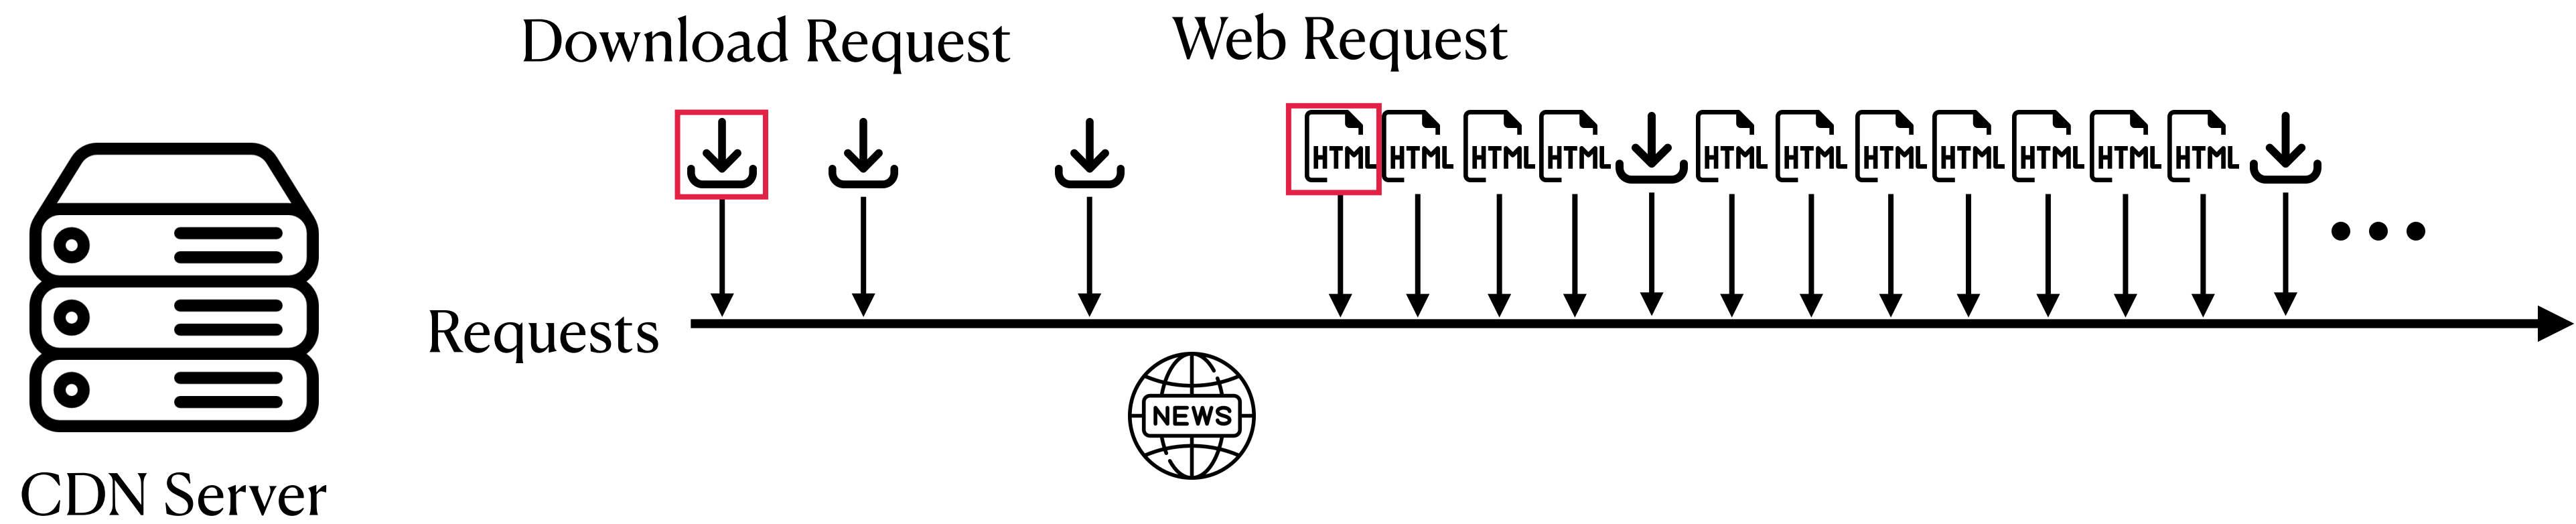 Download Request
Web Request
HTML HTML HTML HTML HTML HTML HTML HTML HTML HTML HTML
Requests
NEWS
CDN Server